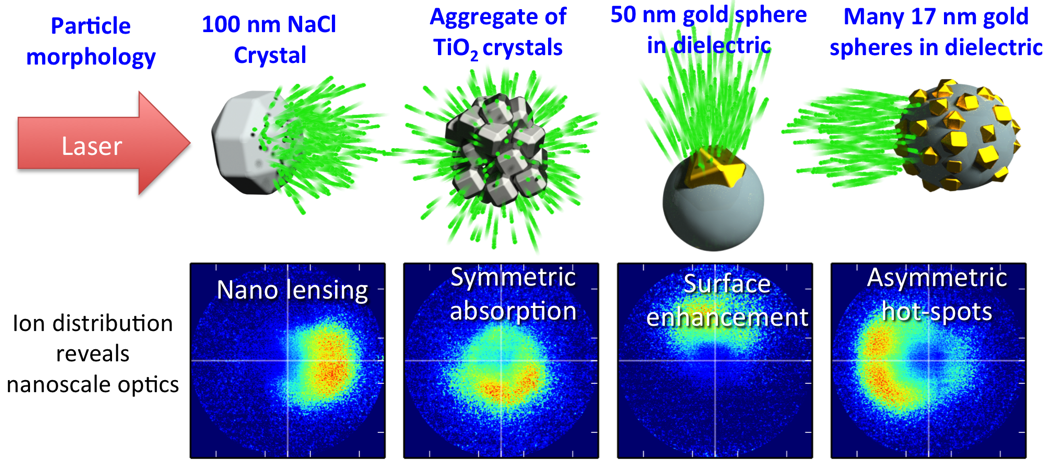 Particle
morphology
100 nm NaCl
Crystal
Aggregate of
TiO₂ crystals
50 nm gold sphere
in dielectric
Many 17 nm gold
spheres in dielectric
Laser
Ion distribution
reveals
nanoscale optics
Nano lensing
Symmetric
absorption
Surface
enhancement
Asymmetric
hot-spots